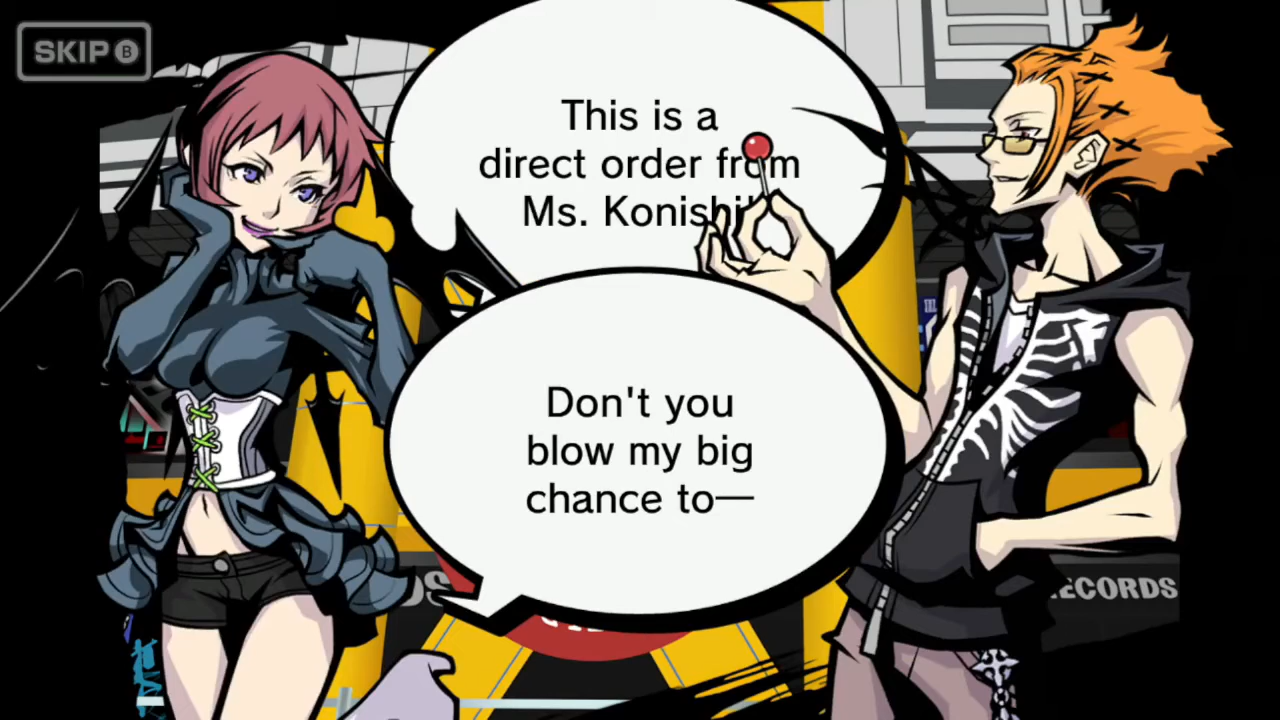 SKIP B
This is a
direct order from
Ms. Konishi!
Don't you
blow my big
chance to—
RECORDS